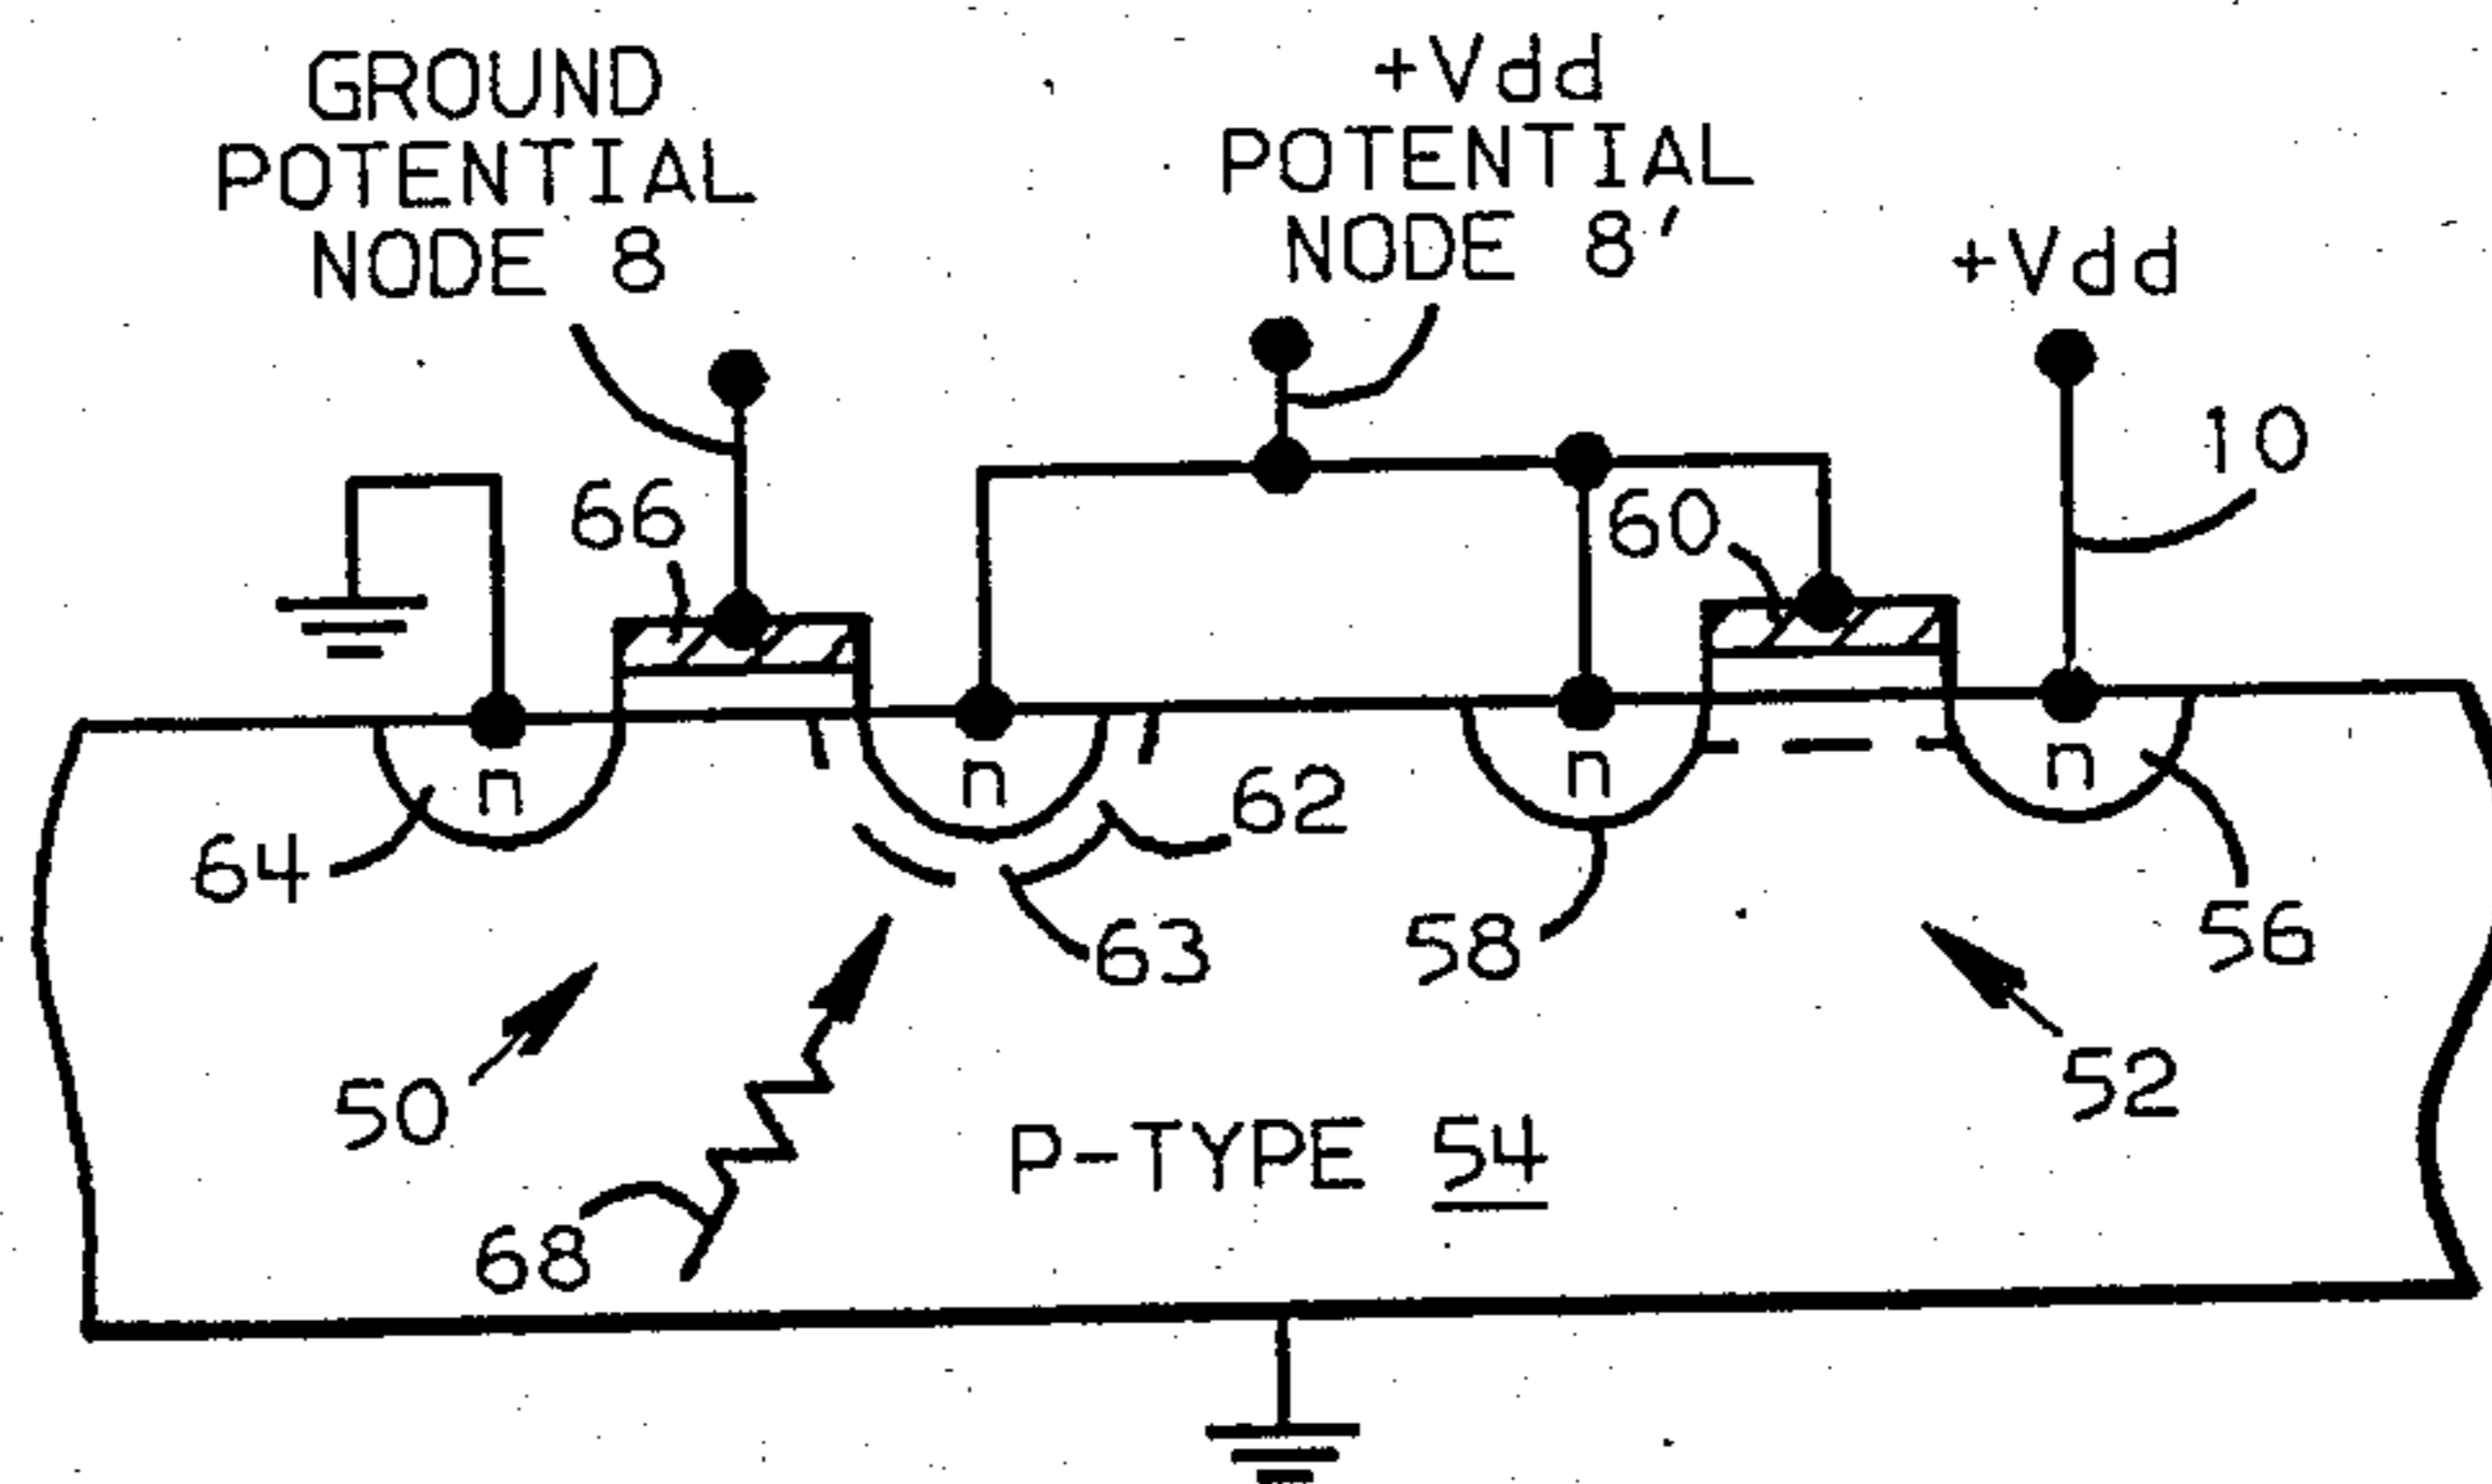 GROUND
POTENTIAL
NODE 8
+Vdd
POTENTIAL
NODE 8'
+Vdd
10
66
60
n
n
n
n
64
62
63
58
56
50
52
P-TYPE 54
68